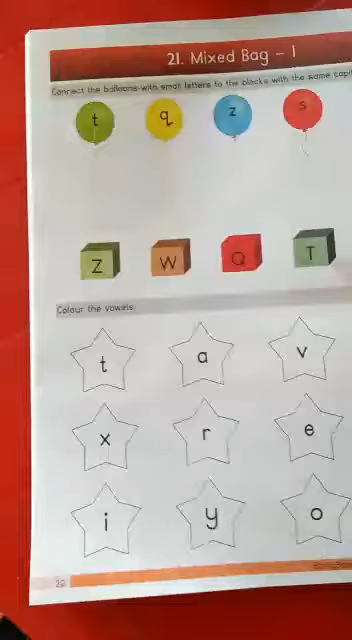 21. Mixed Bag - 1
Connect the balloons with small letters to the blocks with the same
t q z s
Z W Q T
Colour the vowels.
t a v
x r e
i y o
20